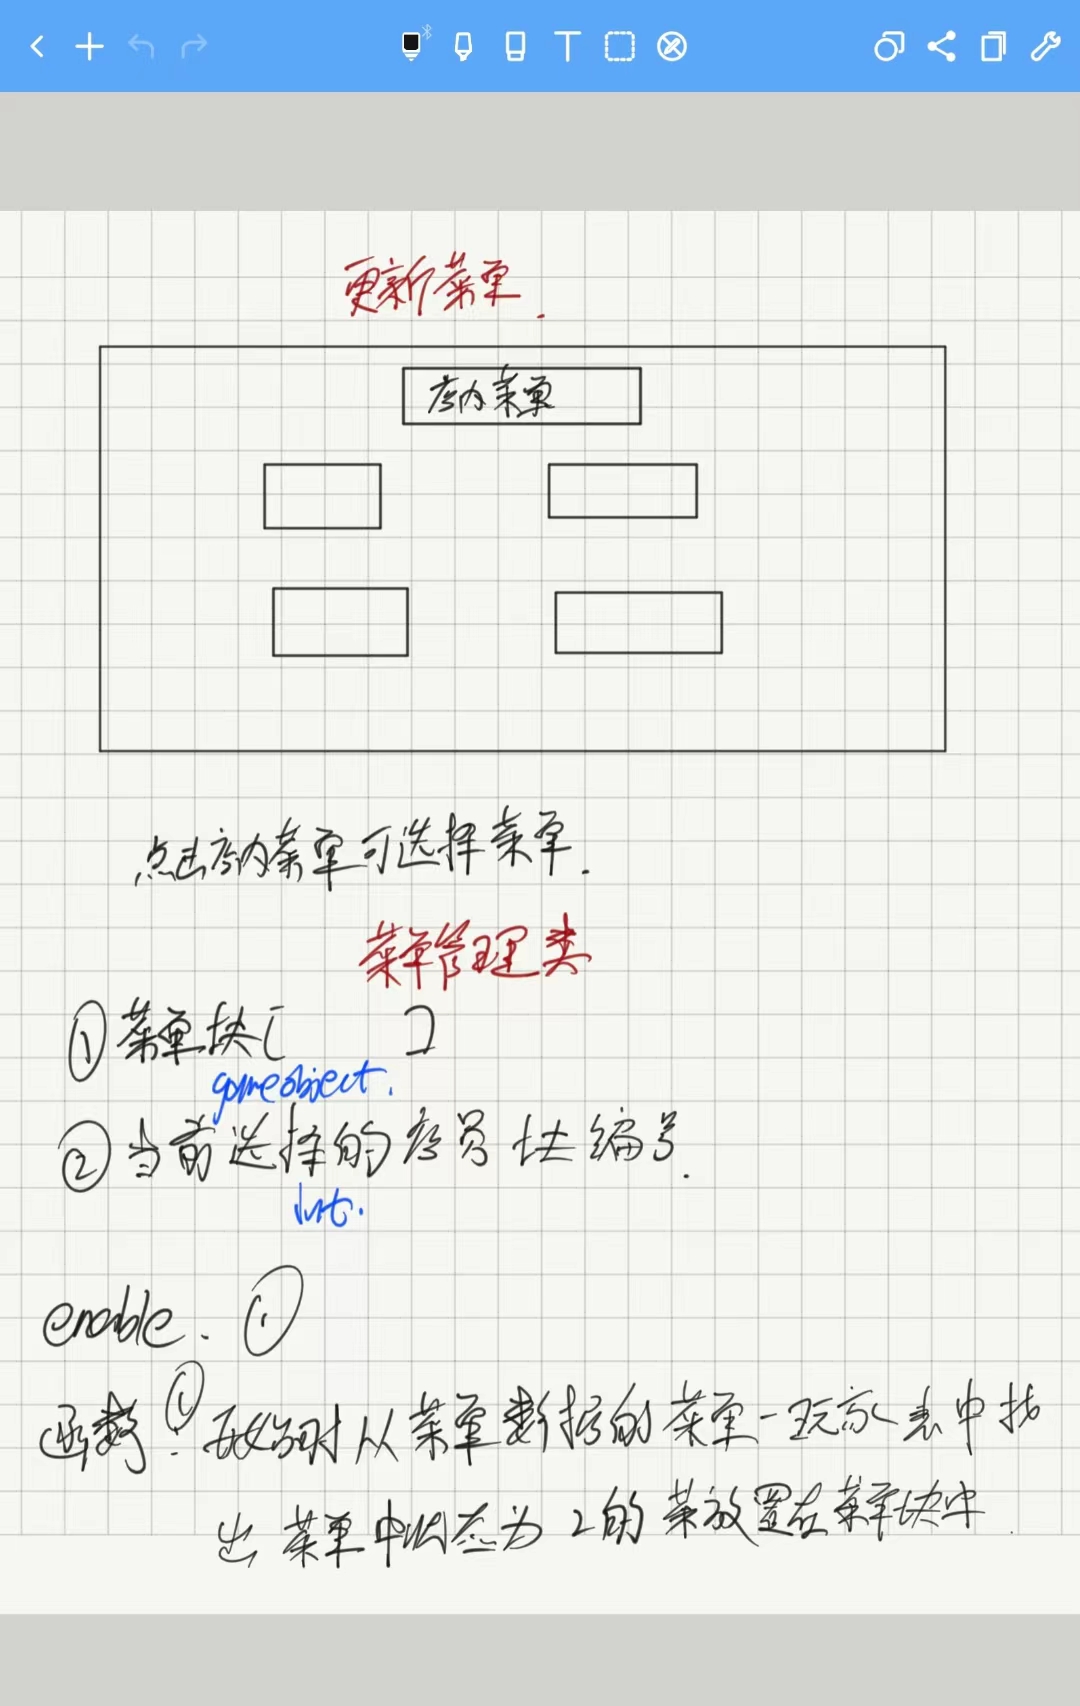 更新菜单.
店内菜单
点击店内菜单可选择菜单.
菜单管理类
①菜单块[ ]
gameobject.
②当前选择的店员块编号.
int.
enable. ①
函数①: 开始时从菜单数据的菜单-玩家表中找
出菜单中状态为2的菜放置在菜单块中.